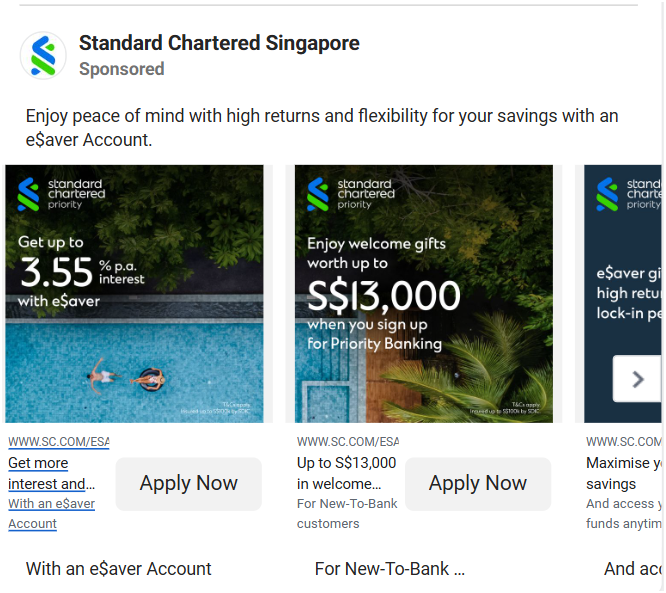 Standard Chartered Singapore
Sponsored
Enjoy peace of mind with high returns and flexibility for your savings with an
e$aver Account.
standard
chartered
priority
Get up to
3.55 % p.a.
interest
with e$aver
T&Cs apply.
Insured up to S$100k by SDIC
WWW.SC.COM/ESA
Get more
interest and...
With an e$aver
Account
Apply Now
With an e$aver Account
standard
chartered
priority
Enjoy welcome gifts
worth up to
S$13,000
when you sign up
for Priority Banking
T&Cs apply.
Insured up to S$100k by SDIC
WWW.SC.COM/ESA
Up to S$13,000
in welcome...
For New-To-Bank
customers
Apply Now
For New-To-Bank ...
stand
chart
priority
e$aver gi
high retu
lock-in pe
WWW.SC.COM
Maximise y
savings
And access y
funds anytim
And acc